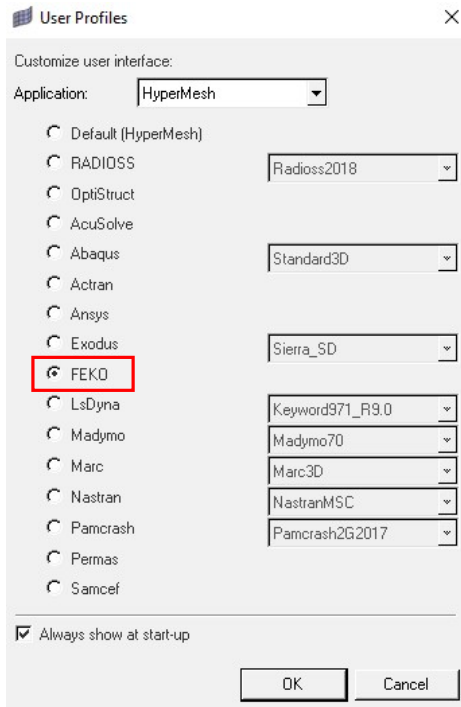 User Profiles
Customize user interface:
Application: HyperMesh
Default (HyperMesh)
RADIOSS Radioss2018
OptiStruct
AcuSolve
Abaqus Standard3D
Actran
Ansys
Exodus Sierra_SD
FEKO
LsDyna Keyword971_R9.0
Madymo Madymo70
Marc Marc3D
Nastran NastranMSC
Pamcrash Pamcrash2G2017
Permas
Samcef
Always show at start-up
OK Cancel